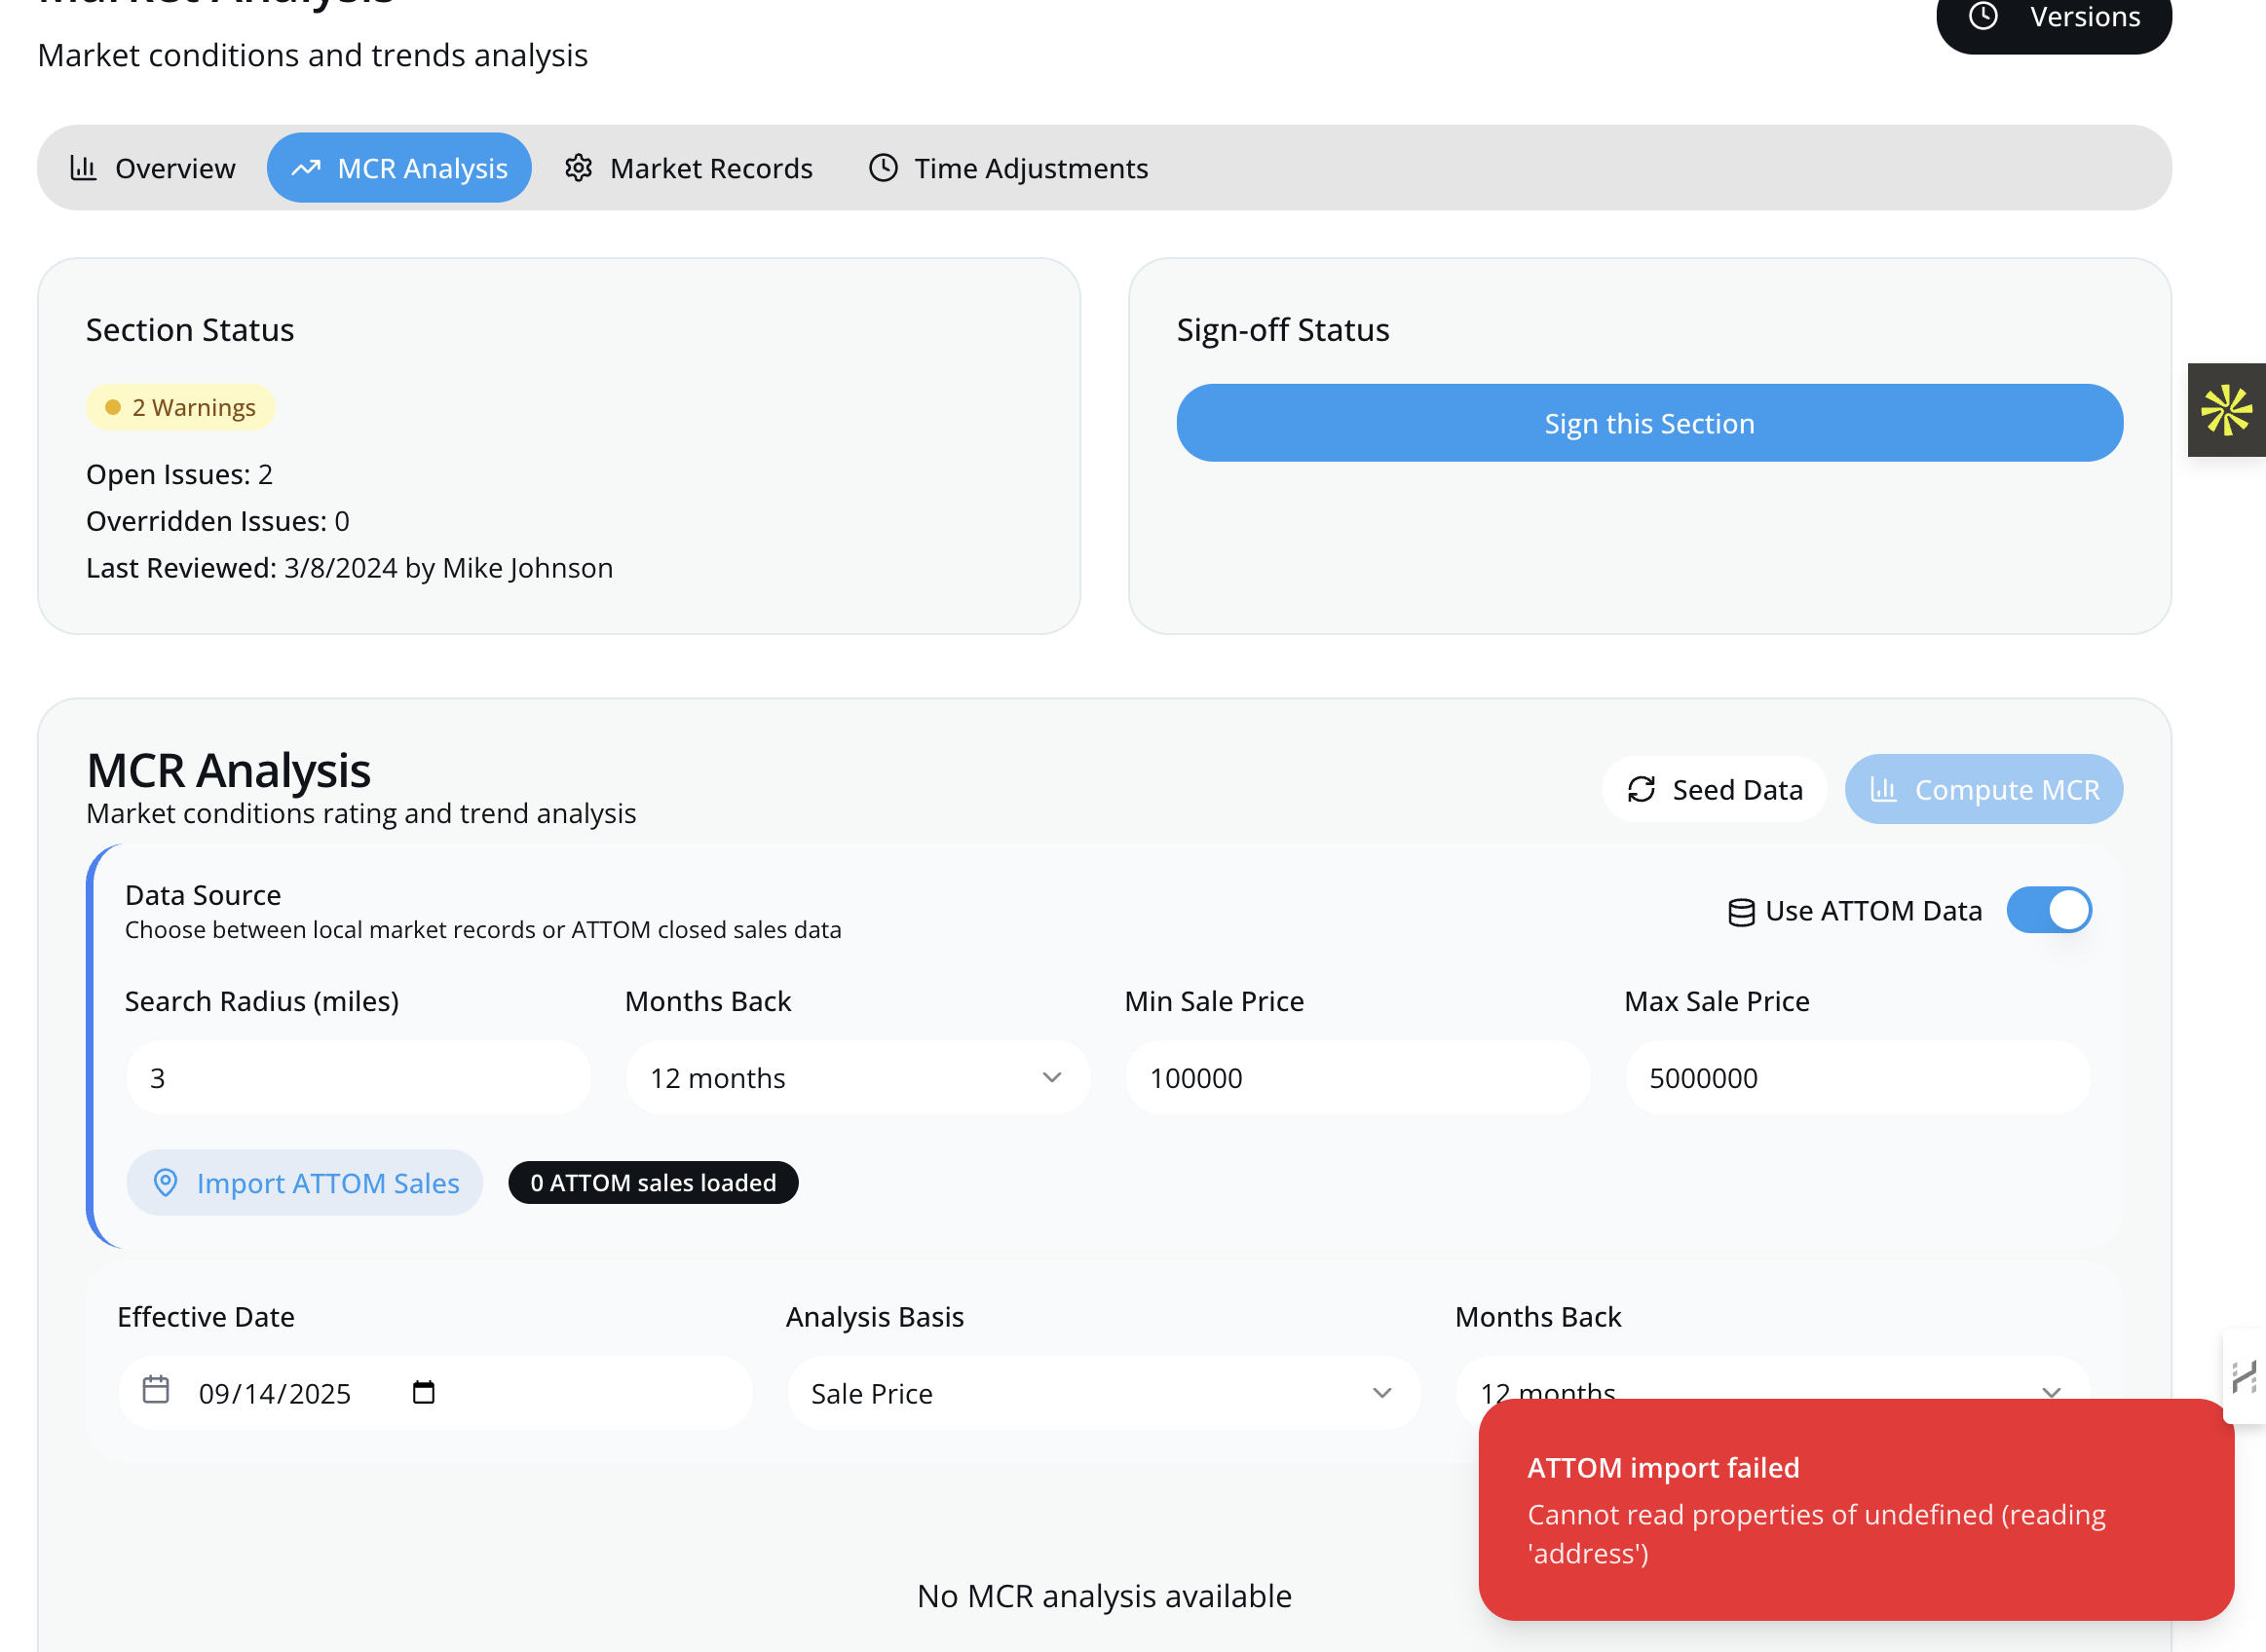 Market Analysis
Versions
Market conditions and trends analysis
Overview
MCR Analysis
Market Records
Time Adjustments
Section Status
2 Warnings
Open Issues: 2
Overridden Issues: 0
Last Reviewed: 3/8/2024 by Mike Johnson
Sign-off Status
Sign this Section
MCR Analysis
Market conditions rating and trend analysis
Seed Data
Compute MCR
Data Source
Choose between local market records or ATTOM closed sales data
Use ATTOM Data
Search Radius (miles)
3
Months Back
12 months
Min Sale Price
100000
Max Sale Price
5000000
Import ATTOM Sales
0 ATTOM sales loaded
Effective Date
09/14/2025
Analysis Basis
Sale Price
Months Back
12 months
ATTOM import failed
Cannot read properties of undefined (reading
'address')
No MCR analysis available